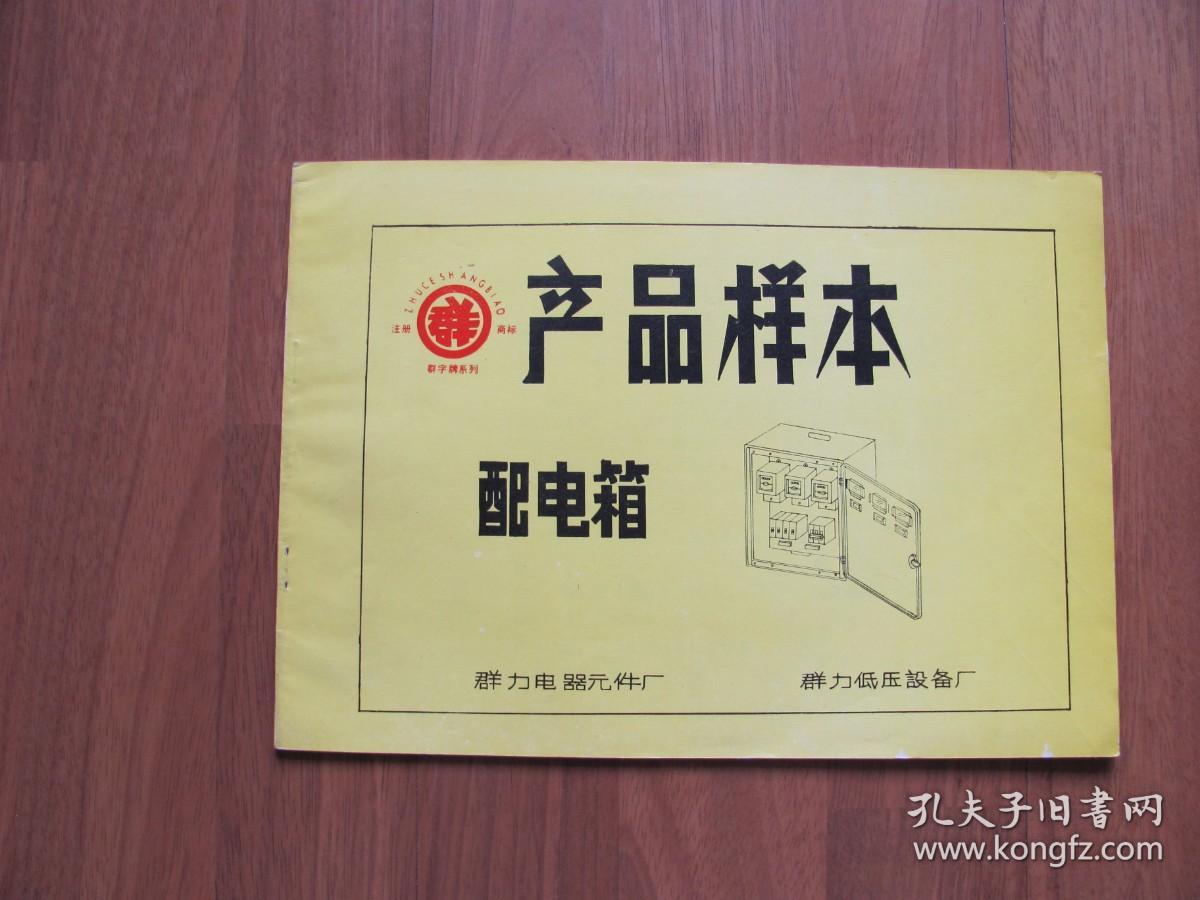 ZHUCESHANGBIAO
注册 群 商标
群字牌系列
产品样本
配电箱
群力电器元件厂 群力低压設备厂
孔夫子旧書网
www.kongfz.com